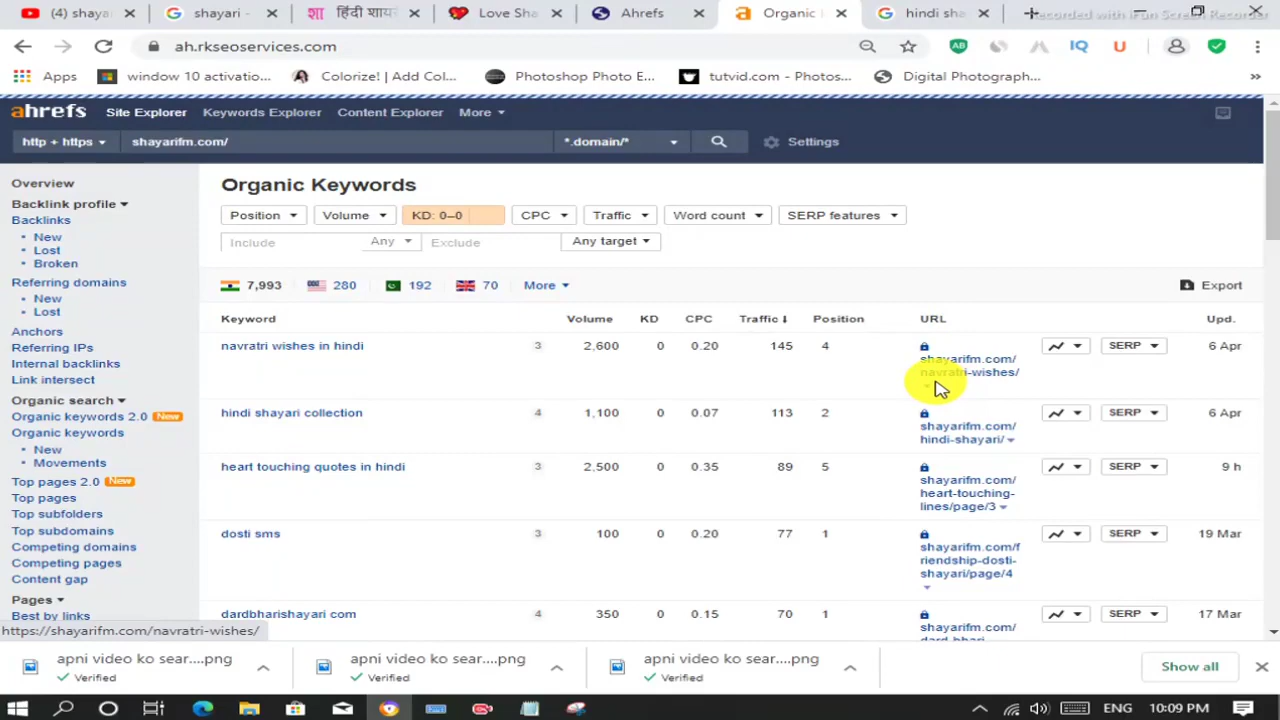 shaya
shayari -
शा हिंदी शाय
Love Sha
Ahrefs
Organic
hindi sha
Recorded with iFun Screen Recorder
ah.rkseoservices.com
AB IQ U
Apps
window 10 activatio...
Colorize! | Add Col...
Photoshop Photo E...
tutvid.com - Photos...
Digital Photograph...
»
ahrefs Site Explorer Keywords Explorer Content Explorer More
http + https shayarifm.com/ *.domain/* Settings
Overview
Backlink profile
Backlinks
New
Lost
Broken
Referring domains
New
Lost
Anchors
Referring IPs
Internal backlinks
Link intersect
Organic search
Organic keywords 2.0 New
Organic keywords
New
Movements
Top pages 2.0 New
Top pages
Top subfolders
Top subdomains
Competing domains
Competing pages
Content gap
Pages
Best by links
https://shayarifm.com/navratri-wishes/
Organic Keywords
Position Volume KD: 0–0 CPC Traffic Word count SERP features
Include Any Exclude Any target
7,993 280 192 70 More Export
Keyword Volume KD CPC Traffic Position URL Upd.
navratri wishes in hindi 3 2,600 0 0.20 145 4 SERP 6 Apr
shayarifm.com/
navratri-wishes/
hindi shayari collection 4 1,100 0 0.07 113 2 SERP 6 Apr
shayarifm.com/
hindi-shayari/
heart touching quotes in hindi 3 2,500 0 0.35 89 5 SERP 9 h
shayarifm.com/
heart-touching-
lines/page/3
dosti sms 3 100 0 0.20 77 1 SERP 19 Mar
shayarifm.com/f
riendship-dosti-
shayari/page/4
dardbharishayari com 4 350 0 0.15 70 1 SERP 17 Mar
shayarifm.com/
dard-bhari-
apni video ko sear....png
Verified
apni video ko sear....png
Verified
apni video ko sear....png
Verified
Show all
ENG 10:09 PM